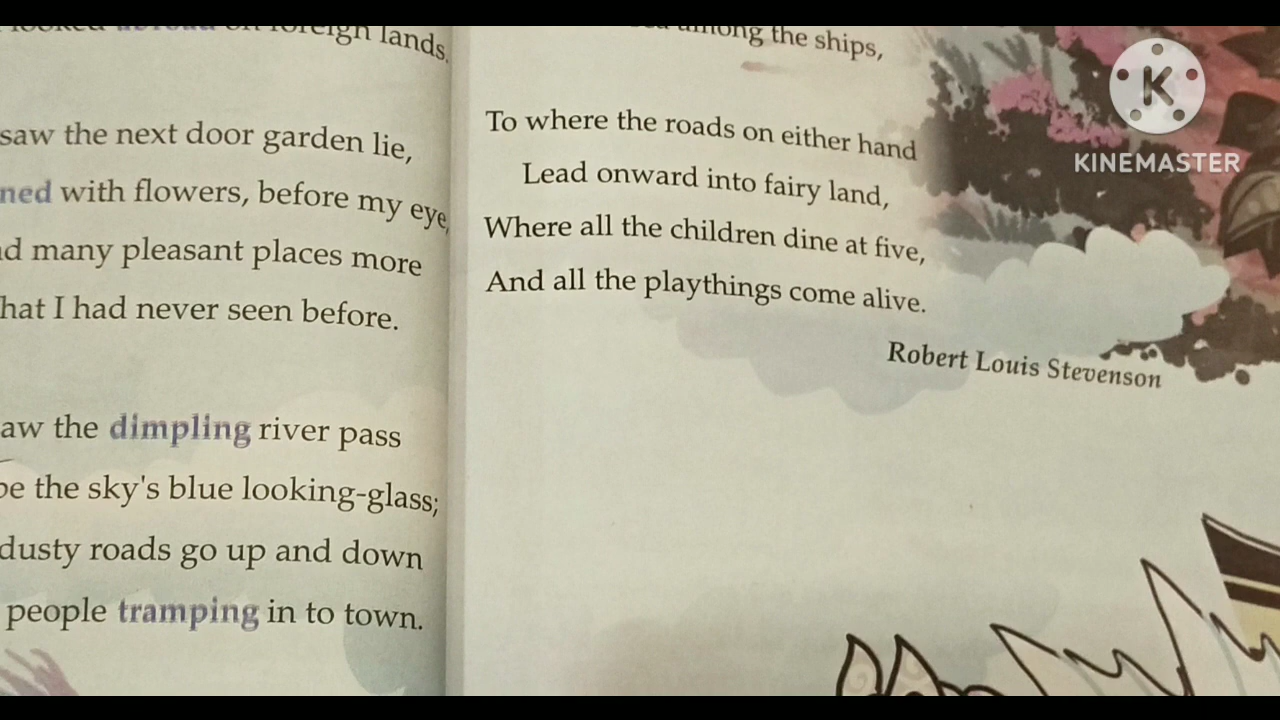 looked abroad on foreign lands.
saw the next door garden lie,
ned with flowers, before my eye,
d many pleasant places more
hat I had never seen before.
aw the dimpling river pass
be the sky's blue looking-glass;
dusty roads go up and down
people tramping in to town.
among the ships,
To where the roads on either hand
Lead onward into fairy land,
Where all the children dine at five,
And all the playthings come alive.
Robert Louis Stevenson
K
KINEMASTER